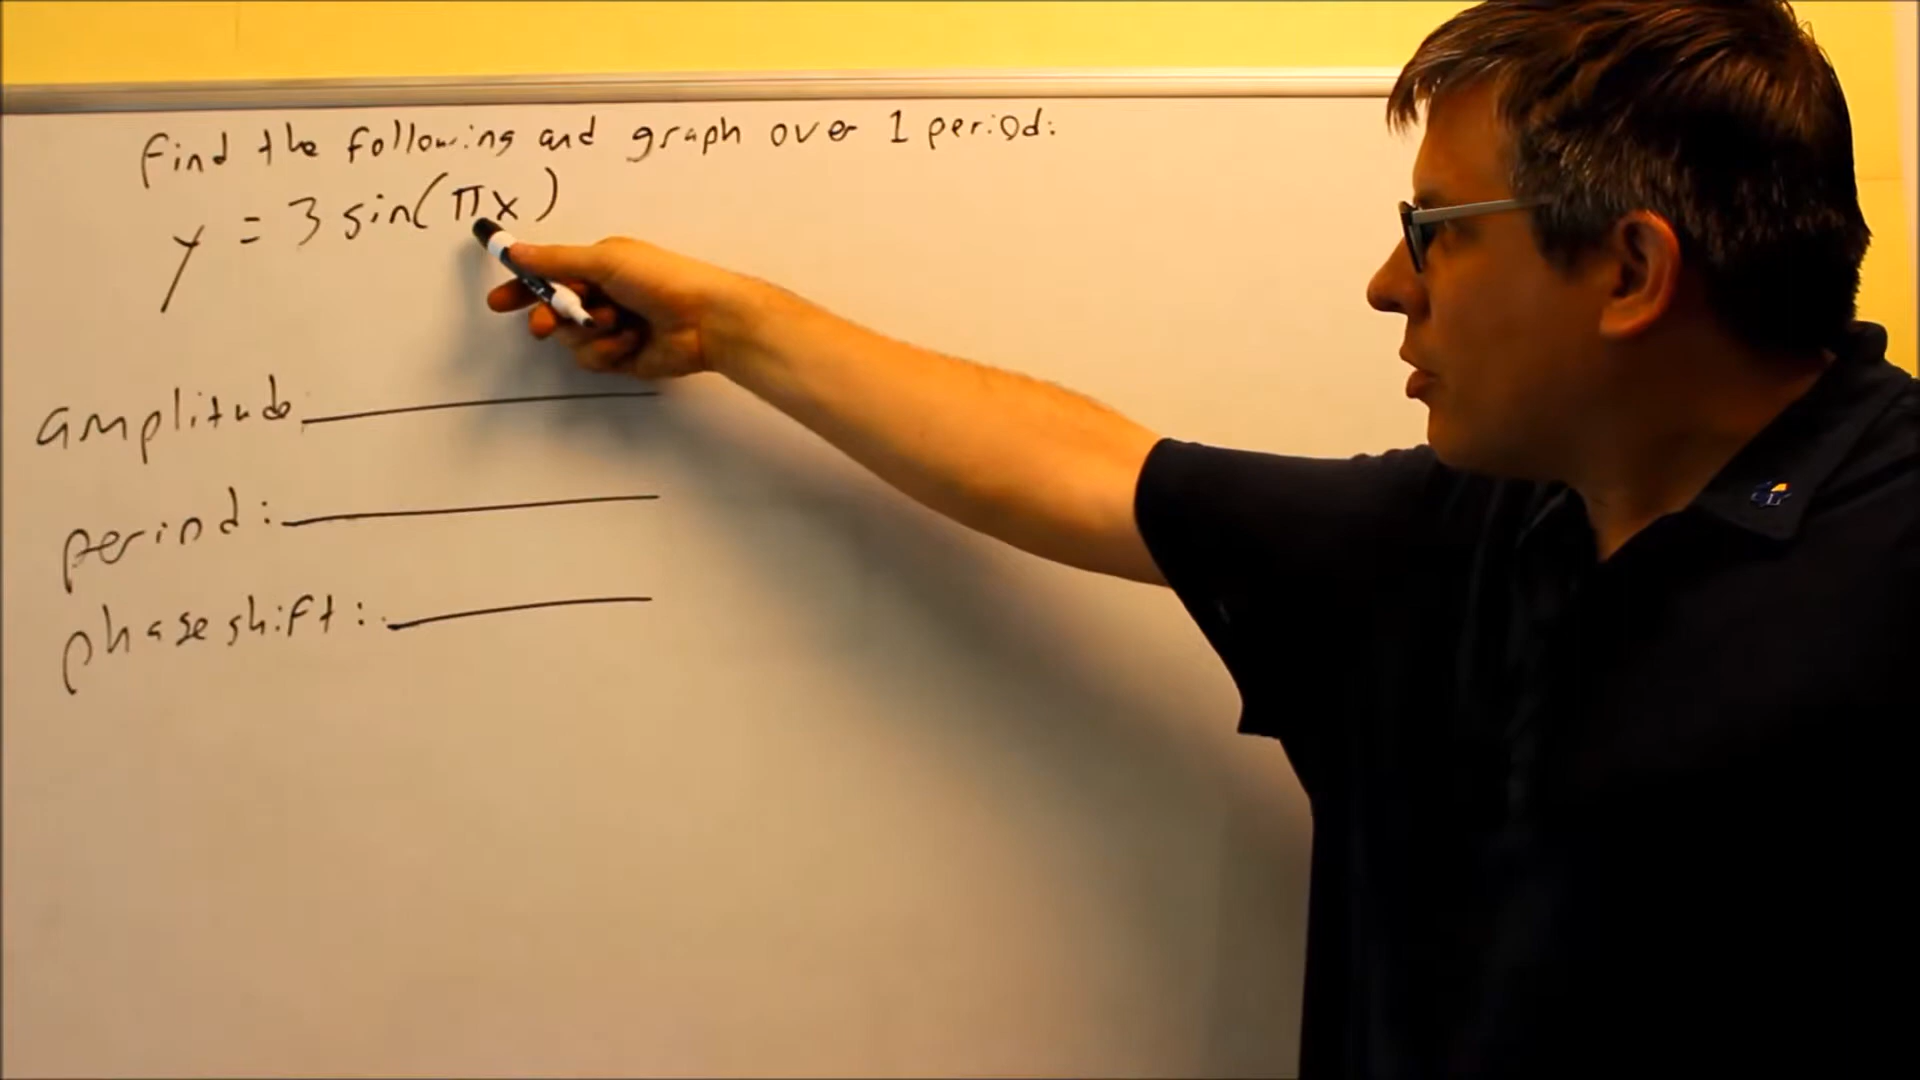 Find the following and graph over 1 period:
y = 3 sin(πx)
amplitude
period:
phase shift: